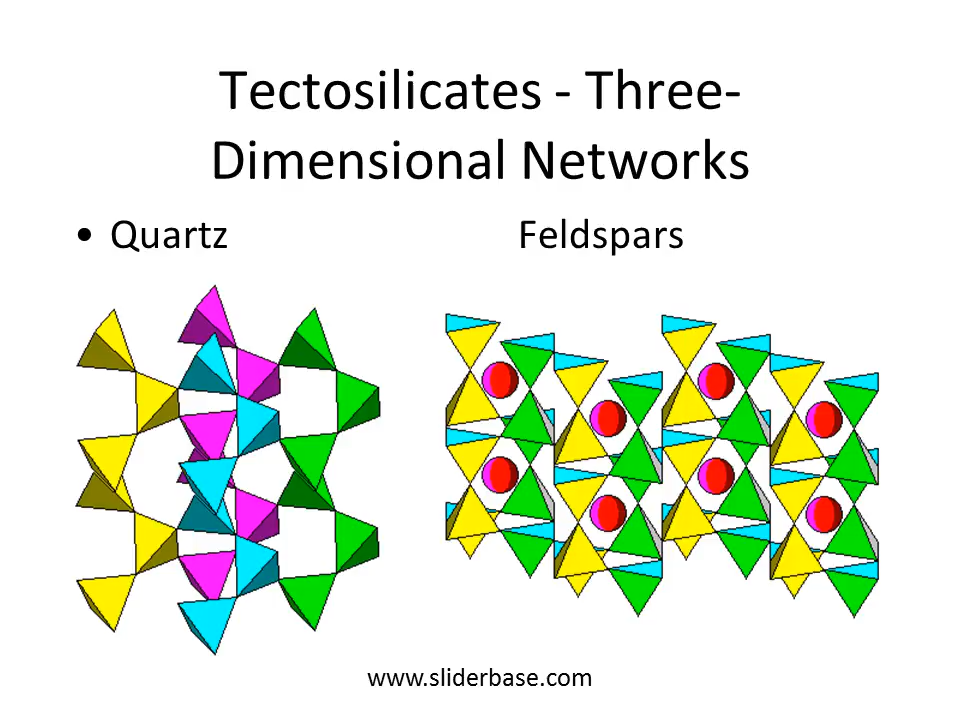 Tectosilicates - Three-
Dimensional Networks
• Quartz Feldspars
www.sliderbase.com